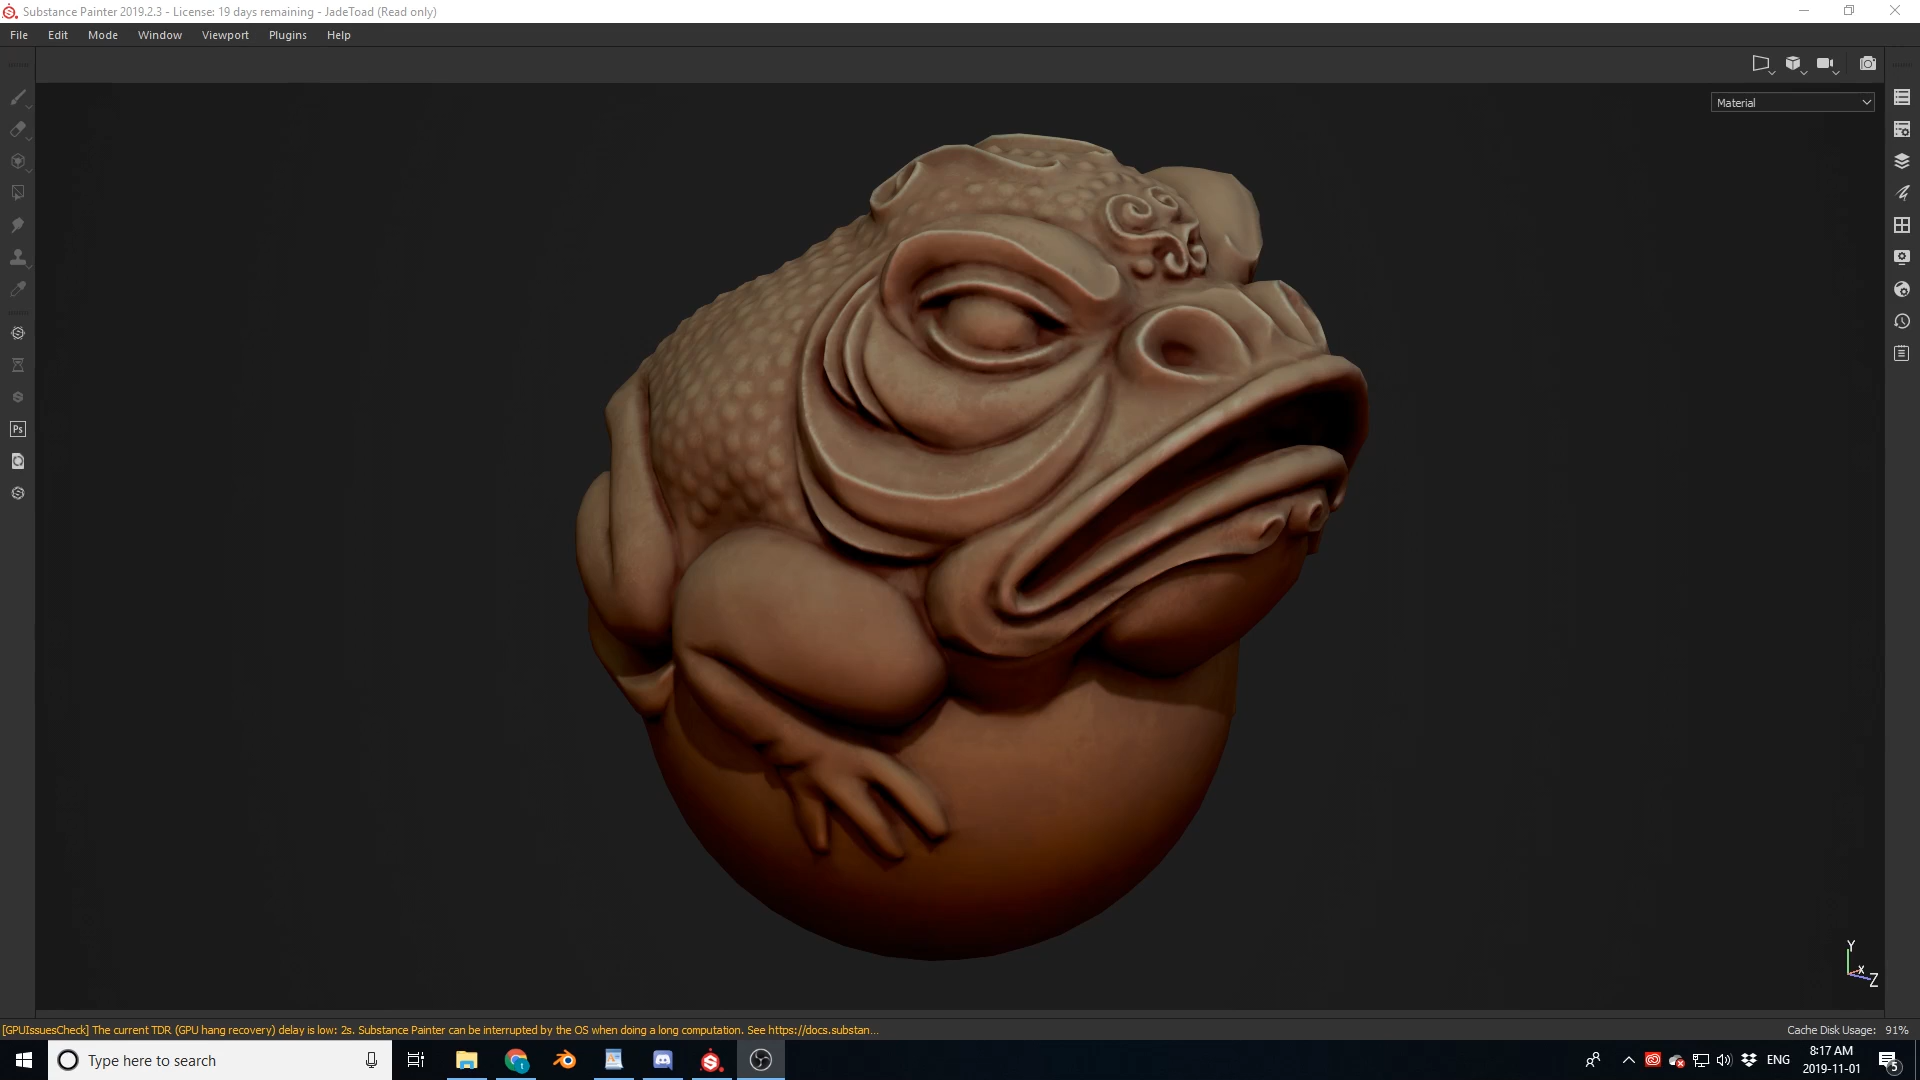 Substance Painter 2019.2.3 - License: 19 days remaining - JadeToad (Read only)
File Edit Mode Window Viewport Plugins Help
Material
Ps
Y
X
Z
[GPUIssuesCheck] The current TDR (GPU hang recovery) delay is low: 2s. Substance Painter can be interrupted by the OS when doing a long computation. See https://docs.substan...
Cache Disk Usage: 91%
Type here to search
ENG
8:17 AM
2019-11-01
5